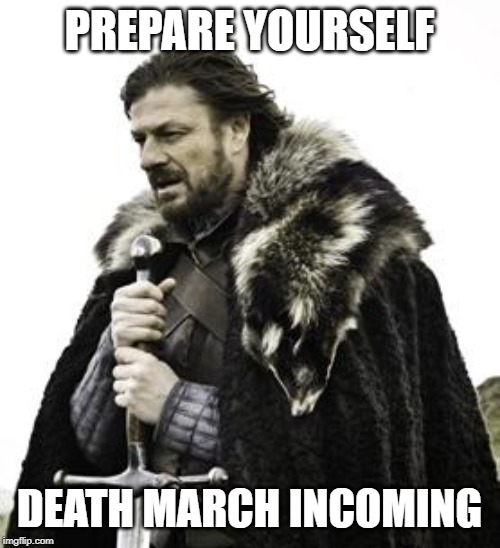 PREPARE YOURSELF
DEATH MARCH INCOMING
imgflip.com